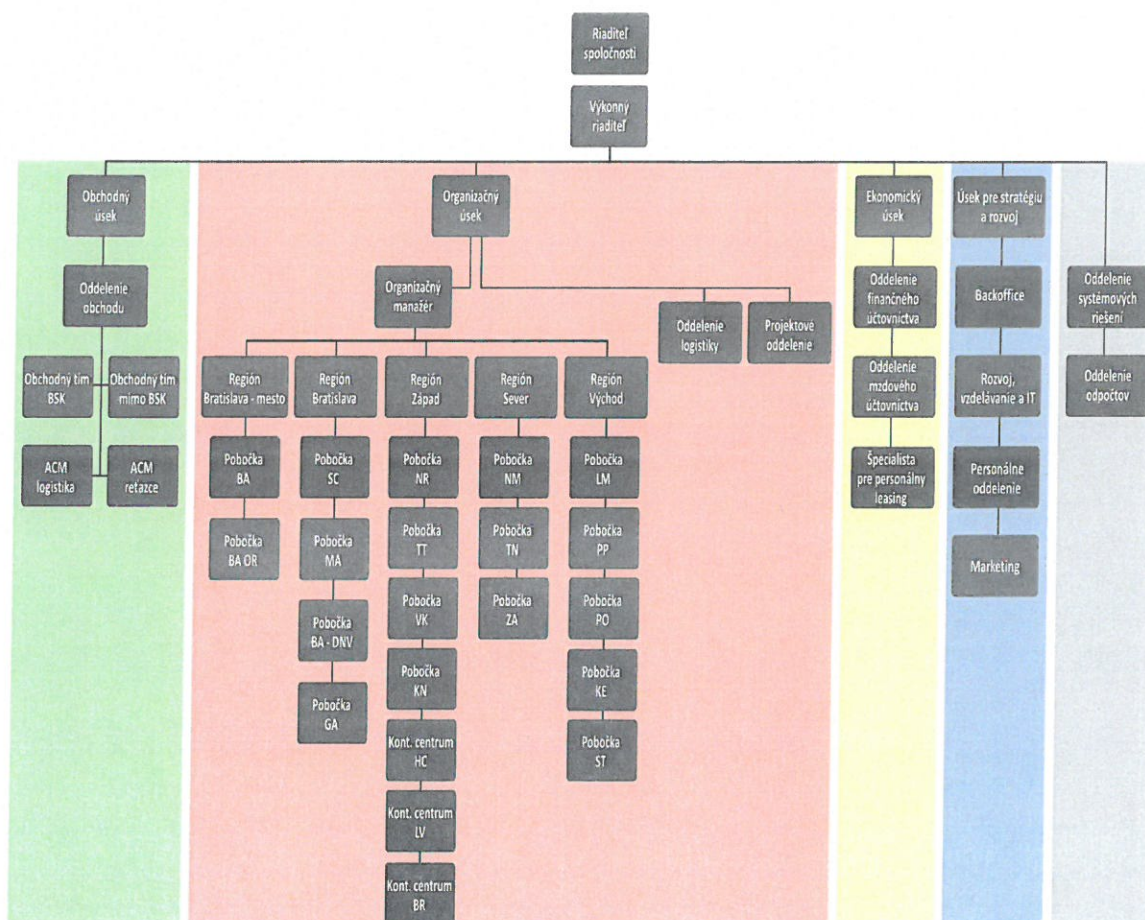 Riaditeľ
spoločnosti
Výkonny
riaditeľ
Obchodný
úsek
Oddelenie
obchodu
Obchodný tím
BSK
Obchodný tím
mimo BSK
ACM
logistika
ACM
reťazce
Organizačný
úsek
Organizačný
manažér
Oddelenie
logistiky
Projektové
oddelenie
Región
Bratislava - mesto
Pobočka
BA
Pobočka
BA OR
Región
Bratislava
Pobočka
SC
Pobočka
MA
Pobočka
BA - DNV
Pobočka
GA
Región
Západ
Pobočka
NR
Pobočka
TT
Pobočka
VK
Pobočka
KN
Kont. centrum
HC
Kont. centrum
LV
Kont. centrum
BR
Región
Sever
Pobočka
NM
Pobočka
TN
Pobočka
ZA
Región
Východ
Pobočka
LM
Pobočka
PP
Pobočka
PO
Pobočka
KE
Pobočka
ST
Ekonomický
úsek
Oddelenie
finančného
účtovníctva
Oddelenie
mzdového
účtovníctva
Špecialista
pre personálny
leasing
Úsek pre stratégiu
a rozvoj
Backoffice
Rozvoj,
vzdelávanie a IT
Personálne
oddelenie
Marketing
Oddelenie
systémových
riešení
Oddelenie
odpočtov